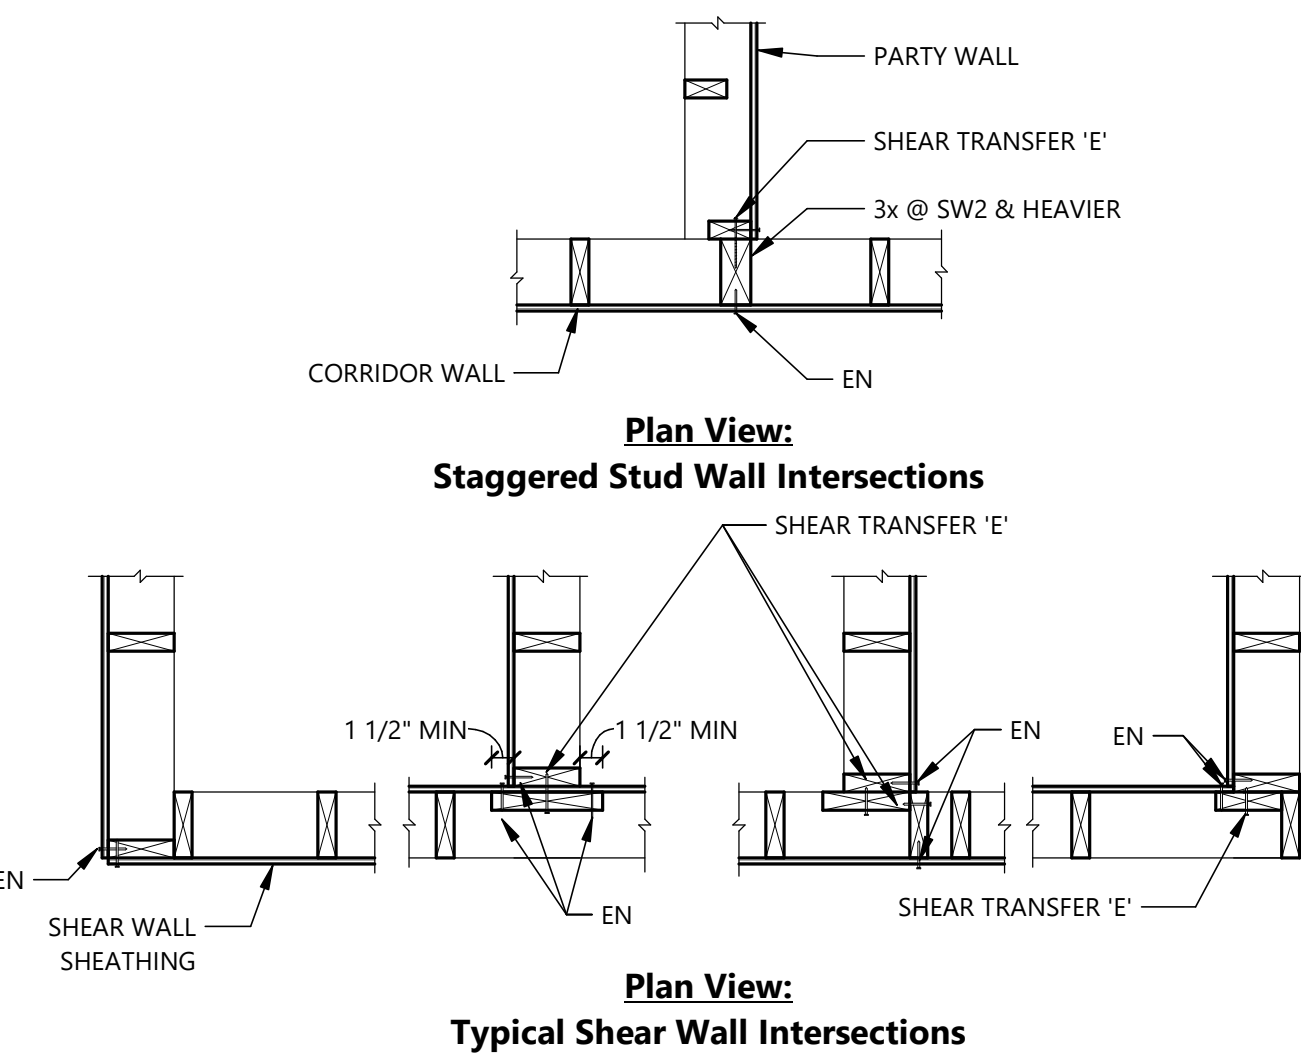 PARTY WALL
SHEAR TRANSFER 'E'
3x @ SW2 & HEAVIER
CORRIDOR WALL
EN
Plan View:
Staggered Stud Wall Intersections
SHEAR TRANSFER 'E'
1 1/2" MIN
1 1/2" MIN
EN
EN
EN
SHEAR WALL
SHEATHING
EN
SHEAR TRANSFER 'E'
Plan View:
Typical Shear Wall Intersections